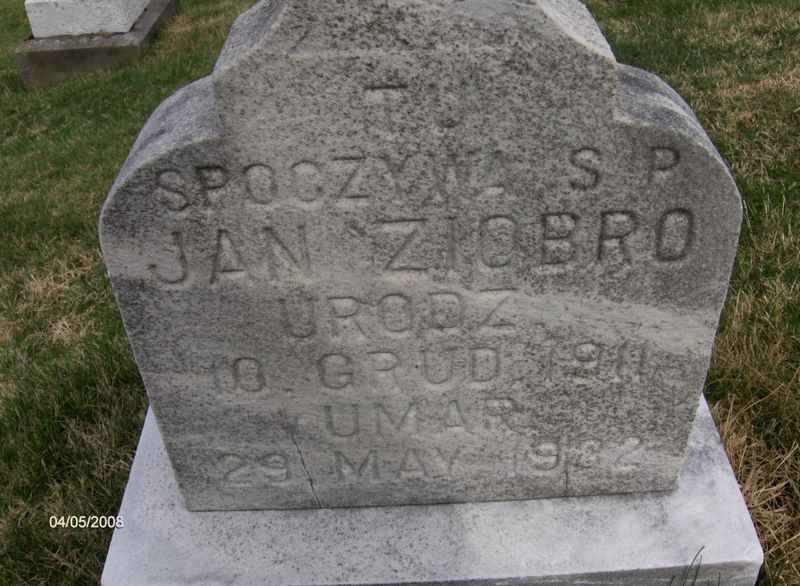 TU
SPOCZYWA S P
JAN ZIOBRO
URODZ.
10 GRUD. 1911
UMAR
29 MAY
04/05/2008